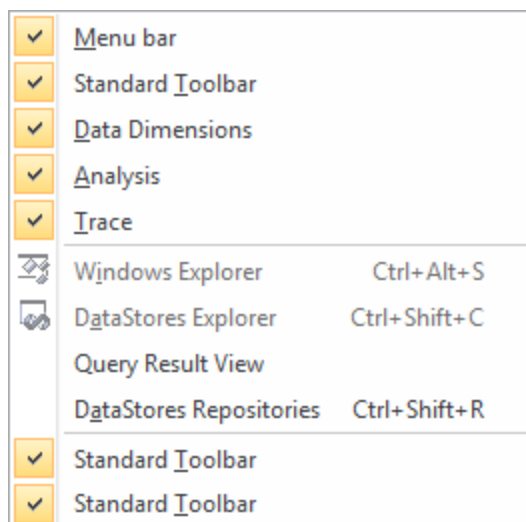 Menu bar
Standard Toolbar
Data Dimensions
Analysis
Trace
Windows Explorer Ctrl+Alt+S
DataStores Explorer Ctrl+Shift+C
Query Result View
DataStores Repositories Ctrl+Shift+R
Standard Toolbar
Standard Toolbar